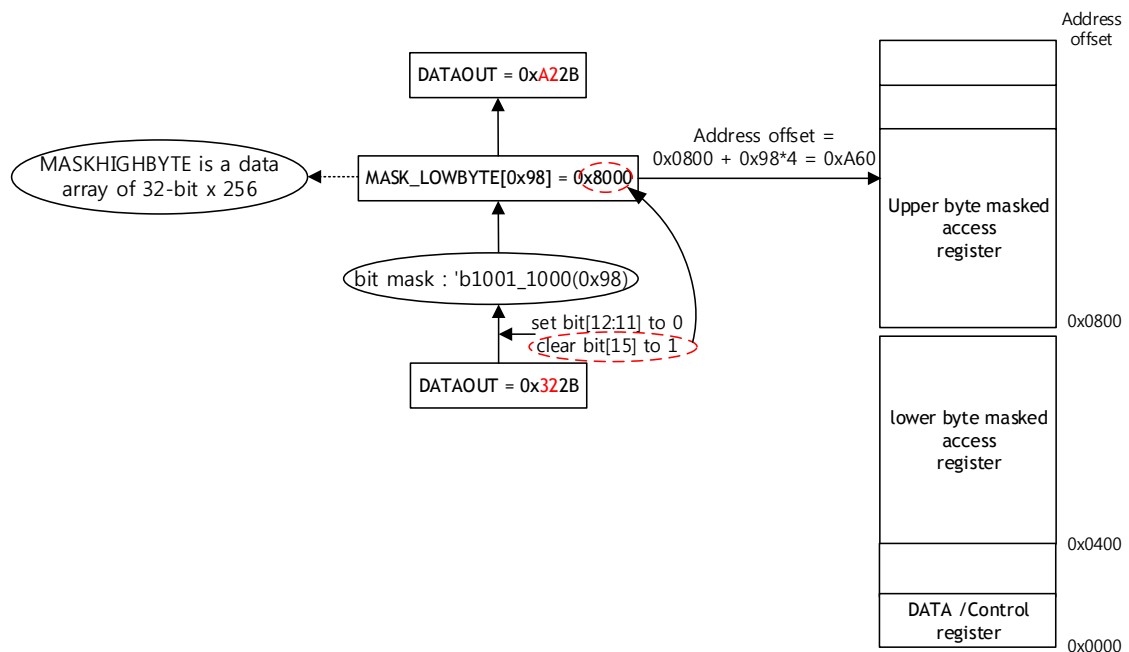 Address
offset
DATAOUT = 0xA22B
MASKHIGHBYTE is a data
array of 32-bit x 256
MASK_LOWBYTE[0x98] = 0x8000
Address offset =
0x0800 + 0x98*4 = 0xA60
Upper byte masked
access
register
bit mask : 'b1001_1000(0x98)
set bit[12:11] to 0
clear bit[15] to 1
0x0800
DATAOUT = 0x322B
lower byte masked
access
register
0x0400
DATA /Control
register
0x0000